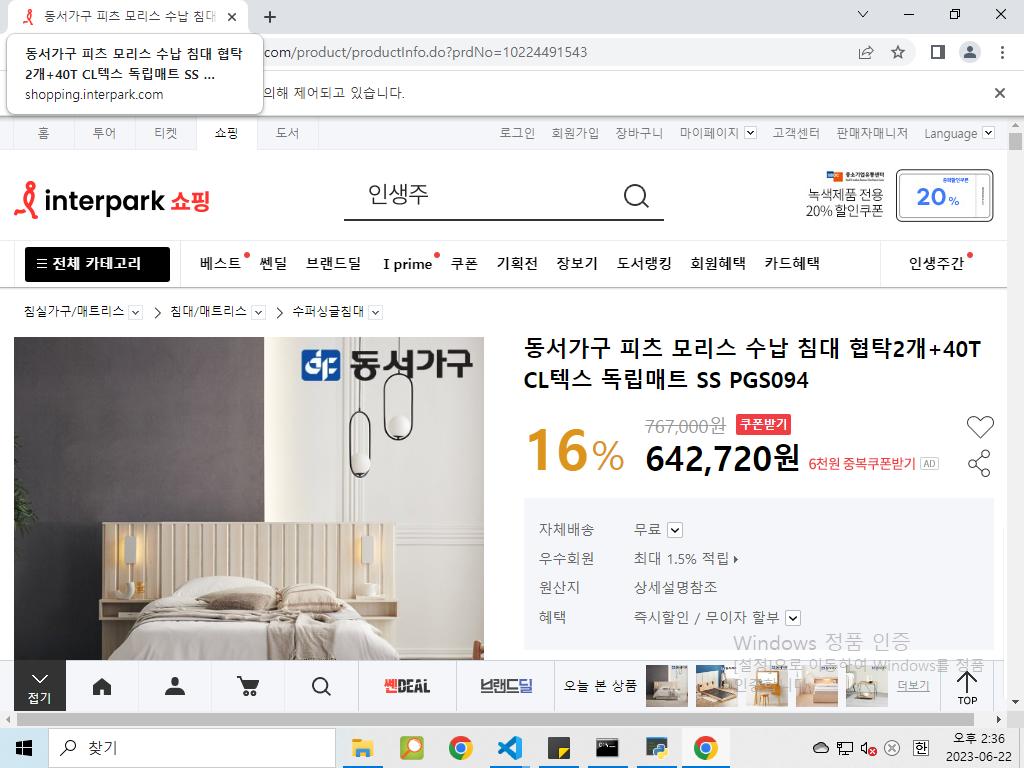 동서가구 피츠 모리스 수납 침대
동서가구 피츠 모리스 수납 침대 협탁
2개+40T CL텍스 독립매트 SS ...
shopping.interpark.com
.com/product/productInfo.do?prdNo=10224491543
의해 제어되고 있습니다.
홈 투어 티켓 쇼핑 도서 로그인 회원가입 장바구니 마이페이지 고객센터 판매자매니저 Language
interpark 쇼핑
인생주
중소기업유통센터
녹색제품 전용
20% 할인쿠폰
중복할인쿠폰
20%
전체 카테고리 베스트 쎈딜 브랜드딜 I prime 쿠폰 기획전 장보기 도서랭킹 회원혜택 카드혜택 인생주간
침실가구/매트리스 침대/매트리스 수퍼싱글침대
동서가구
동서가구 피츠 모리스 수납 침대 협탁2개+40T
CL텍스 독립매트 SS PGS094
16% 767,000원 쿠폰받기
642,720원 6천원 중복쿠폰받기 AD
자체배송 무료
우수회원 최대 1.5% 적립
원산지 상세설명참조
혜택 즉시할인 / 무이자 할부
Windows 정품 인증
[설정]으로 이동하여 Windows를 정품
인증합니다.
접기 쎈DEAL 브랜드딜 오늘 본 상품 더보기 TOP
찾기
한
오후 2:36
2023-06-22